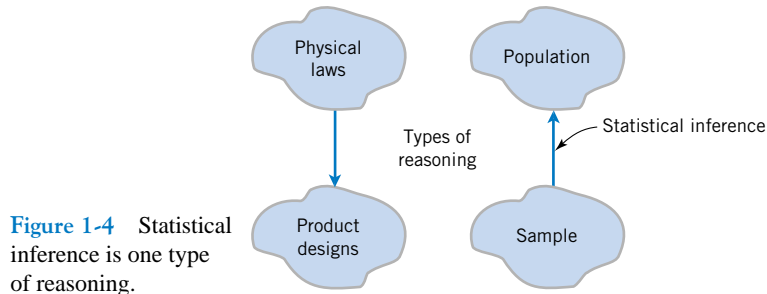 Physical
laws
Population
Types of
reasoning
Statistical inference
Product
designs
Sample
Figure 1-4 Statistical
inference is one type
of reasoning.